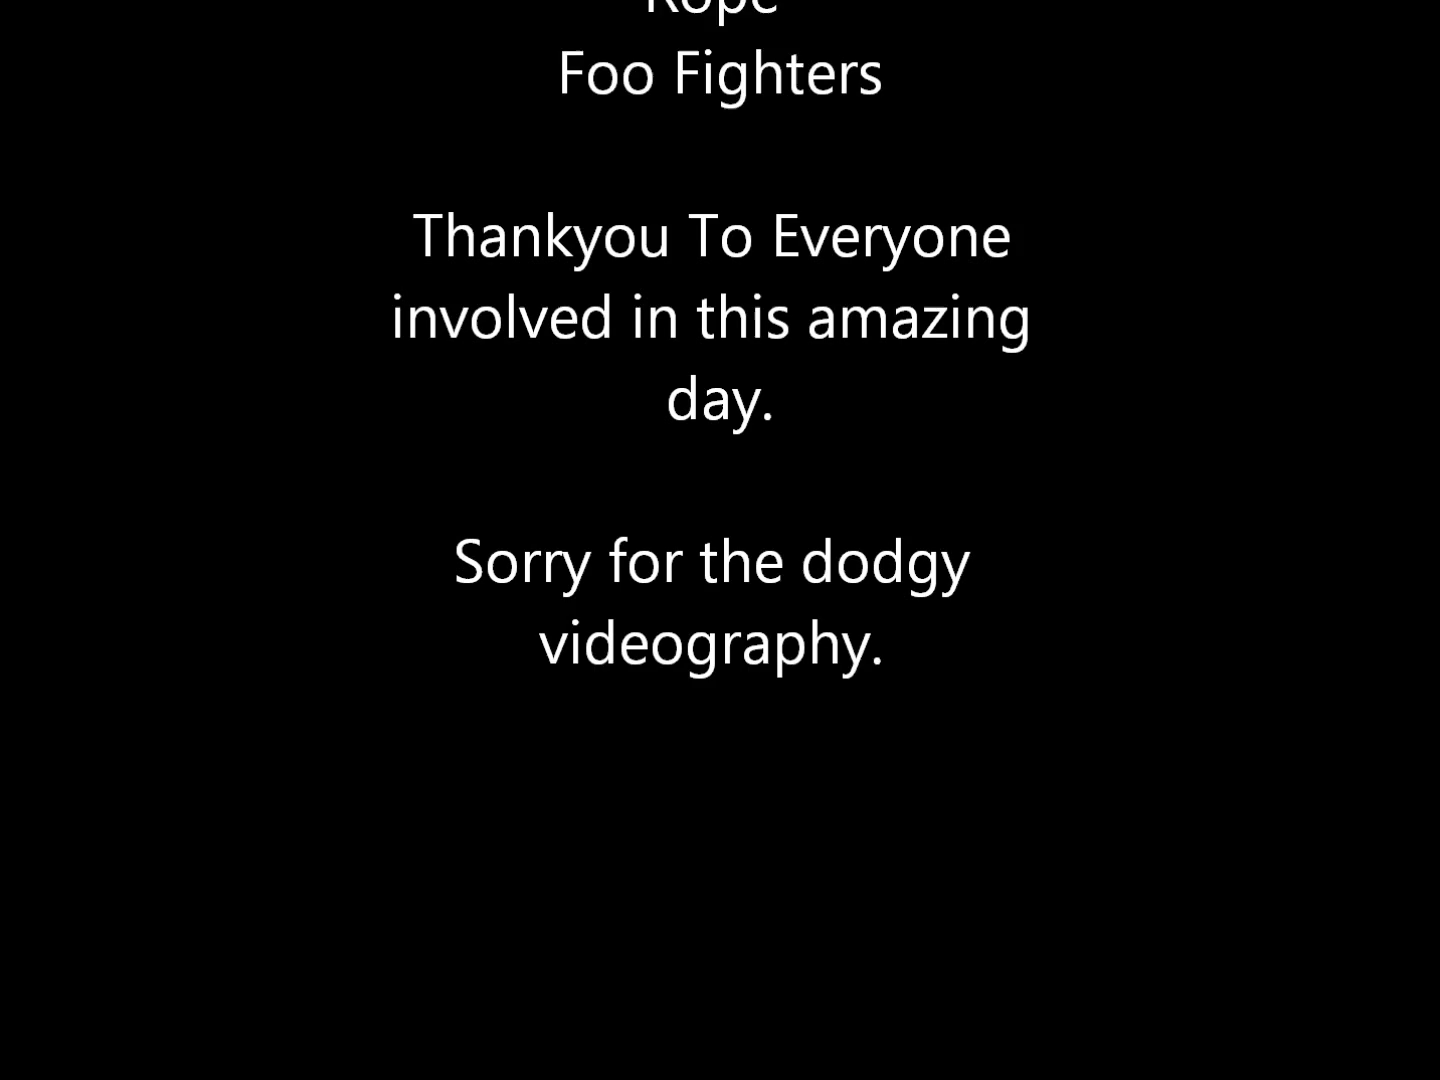 Rope
Foo Fighters
Thankyou To Everyone
involved in this amazing
day.
Sorry for the dodgy
videography.